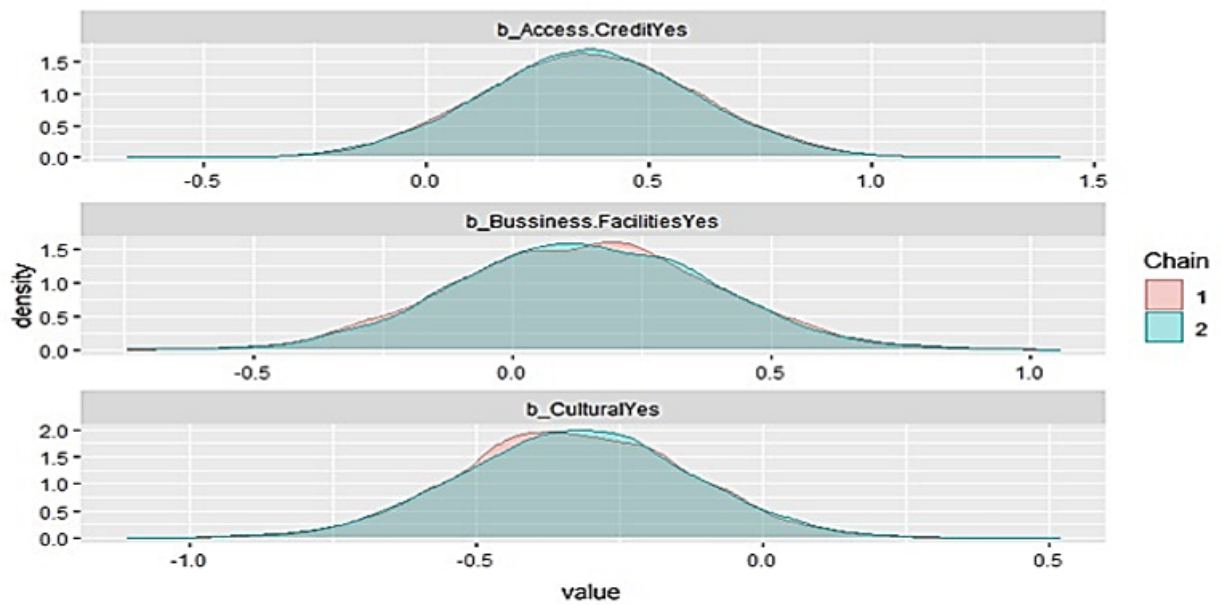 b_Access.CreditYes
1.5
1.0
0.5
0.0
-0.5 0.0 0.5 1.0 1.5
b_Bussiness.FacilitiesYes
1.5
1.0
0.5
0.0
-0.5 0.0 0.5 1.0
b_CulturalYes
2.0
1.5
1.0
0.5
0.0
-1.0 -0.5 0.0 0.5
density
value
Chain
1
2